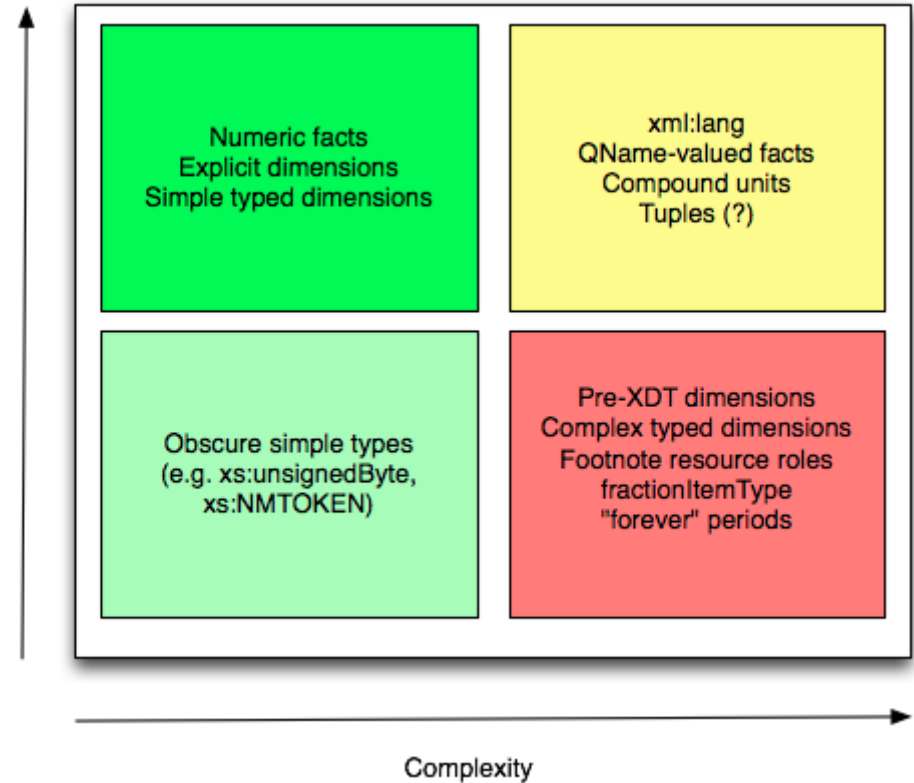 Numeric facts
Explicit dimensions
Simple typed dimensions
xml:lang
QName-valued facts
Compound units
Tuples (?)
Obscure simple types
(e.g. xs:unsignedByte,
xs:NMTOKEN)
Pre-XDT dimensions
Complex typed dimensions
Footnote resource roles
fractionItemType
"forever" periods
Complexity